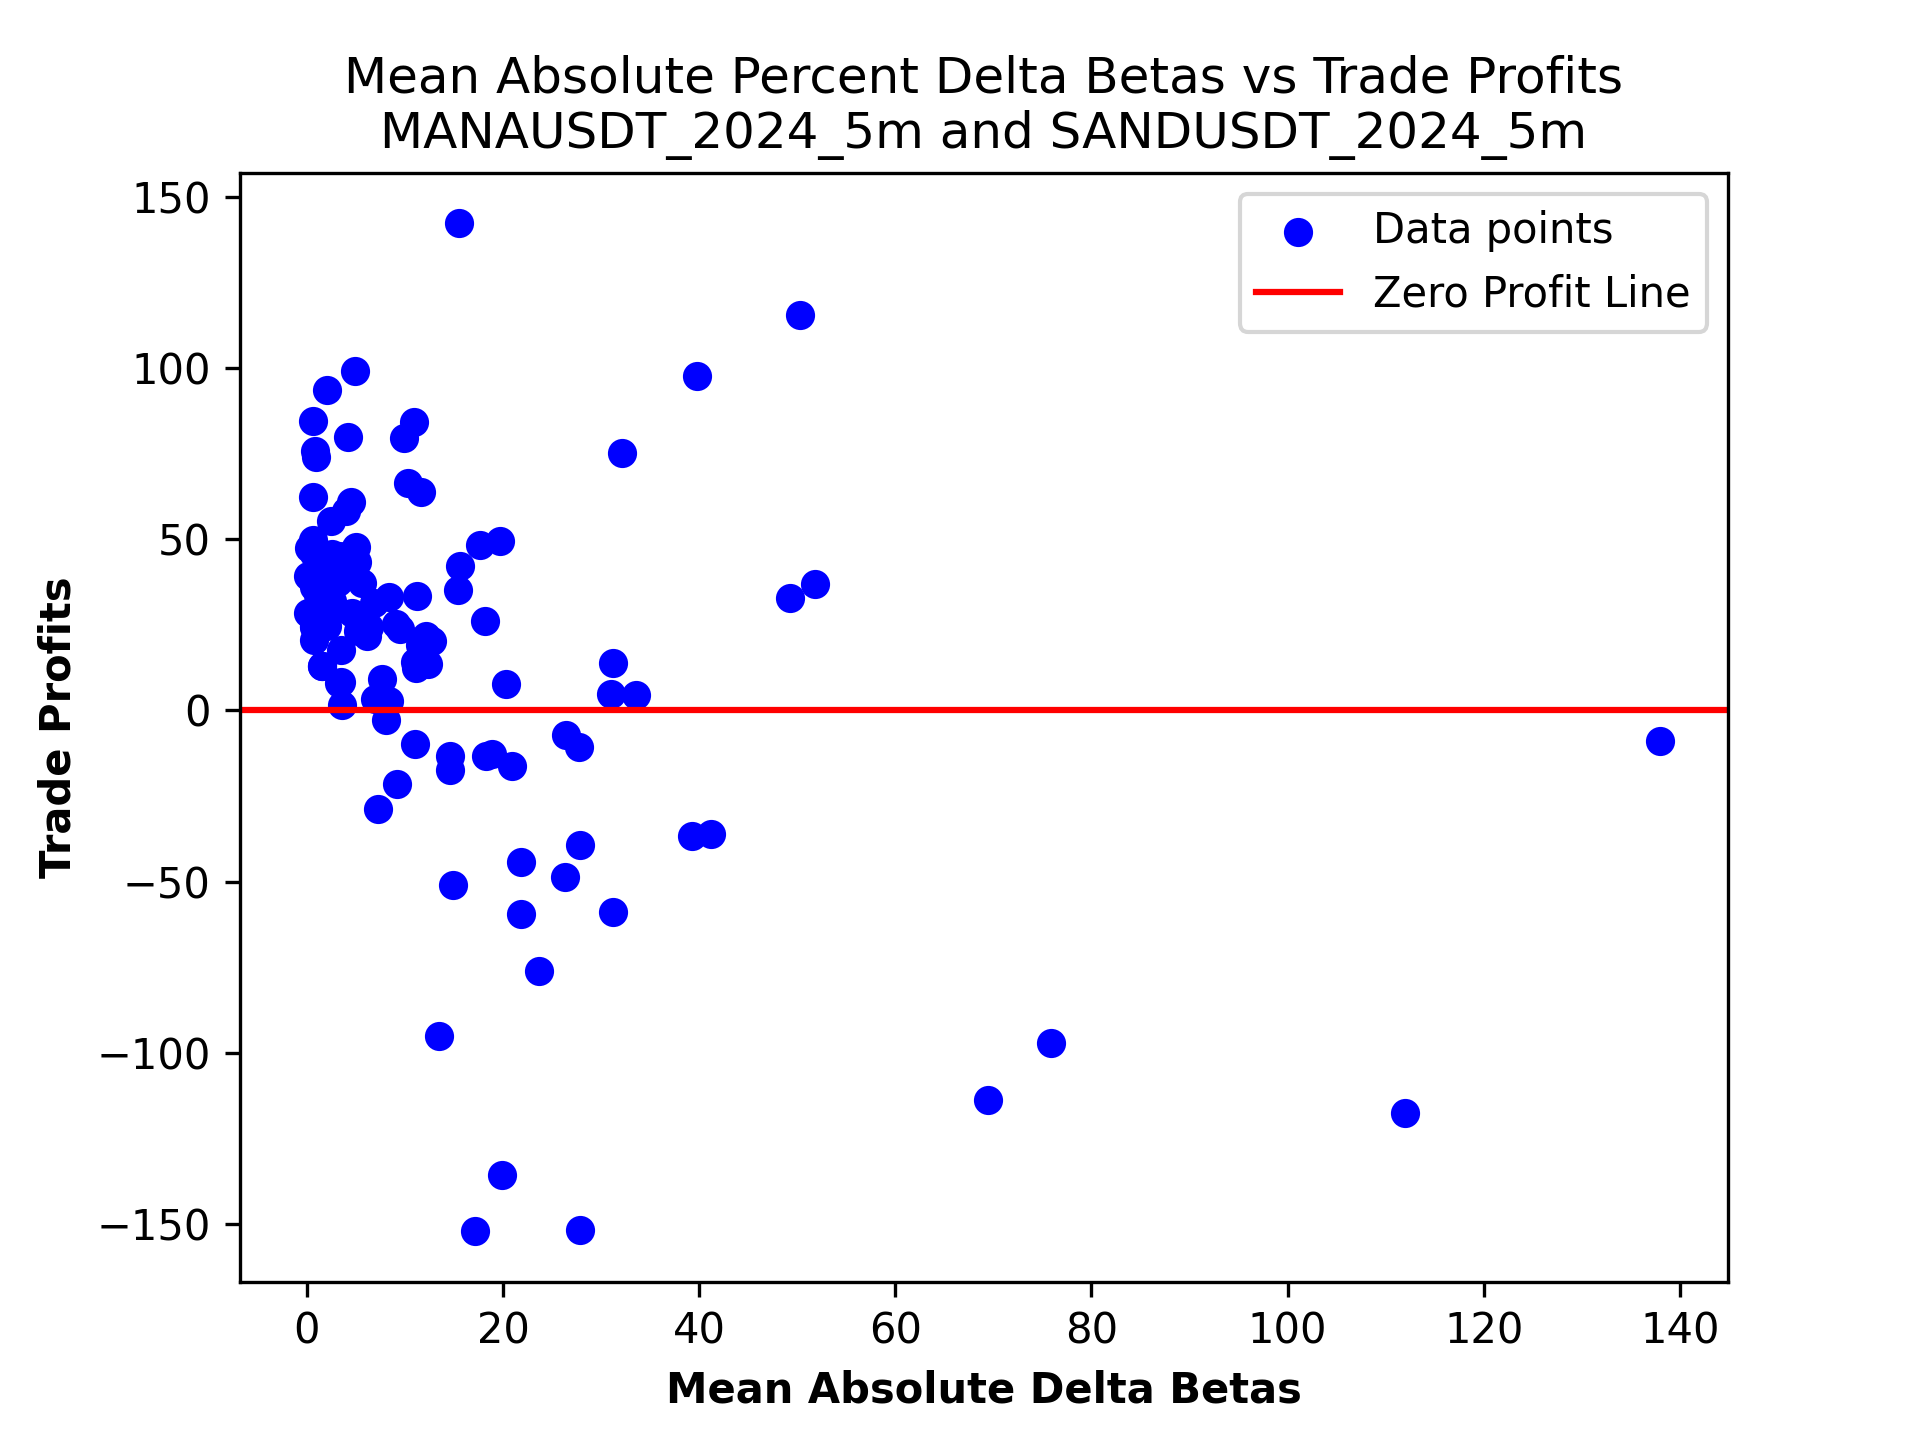 Mean Absolute Percent Delta Betas vs Trade Profits
MANAUSDT_2024_5m and SANDUSDT_2024_5m
Data points
Zero Profit Line
Trade Profits
150
100
50
0
−50
−100
−150
0 20 40 60 80 100 120 140
Mean Absolute Delta Betas